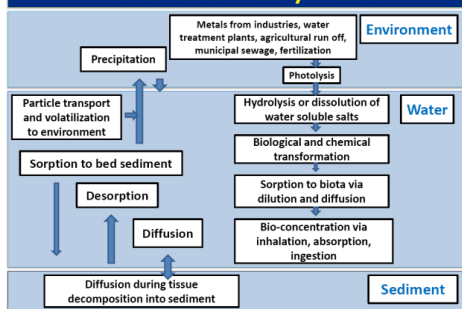 Metals from industries, water
treatment plants, agricultural run off,
municipal sewage, fertilization
Environment
Precipitation
Photolysis
Particle transport
and volatilization
to environment
Hydrolysis or dissolution of
water soluble salts
Water
Biological and chemical
transformation
Sorption to bed sediment
Desorption
Sorption to biota via
dilution and diffusion
Diffusion
Bio-concentration via
inhalation, absorption,
ingestion
Diffusion during tissue
decomposition into sediment
Sediment